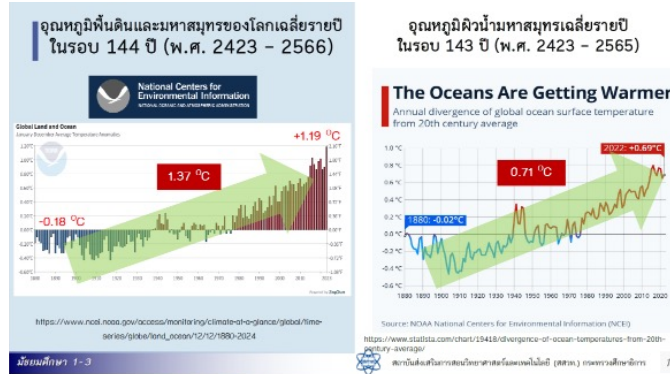 อุณหภูมิพื้นดินและมหาสมุทรของโลกเฉลี่ยรายปี
ในรอบ 144 ปี (พ.ศ. 2423 – 2566)
National Centers for
Environmental Information
NATIONAL OCEANIC AND ATMOSPHERIC ADMINISTRATION
Global Land and Ocean
January-December Average Temperature Anomalies
+1.19 °C
1.37 °C
-0.18 °C
https://www.ncei.noaa.gov/access/monitoring/climate-at-a-glance/global/time-
series/globe/land_ocean/12/12/1880-2024
มัธยมศึกษา 1-3
อุณหภูมิผิวน้ำมหาสมุทรเฉลี่ยรายปี
ในรอบ 143 ปี (พ.ศ. 2423 – 2565)
The Oceans Are Getting Warmer
Annual divergence of global ocean surface temperature
from 20th century average
1.0 °C
2022: +0.69°C
0.8 °C
0.71 °C
0.6 °C
0.4 °C
0.2 °C
1880: -0.02°C
0.0 °C
-0.2 °C
-0.4 °C
-0.6 °C
1880 1890 1900 1910 1920 1930 1940 1950 1960 1970 1980 1990 2000 2010 2020
Source: NOAA National Centers for Environmental Information (NCEI)
https://www.statista.com/chart/19418/divergence-of-ocean-temperatures-from-20th-
century-average/
สถาบันส่งเสริมการสอนวิทยาศาสตร์และเทคโนโลยี (สสวท.) กระทรวงศึกษาธิการ